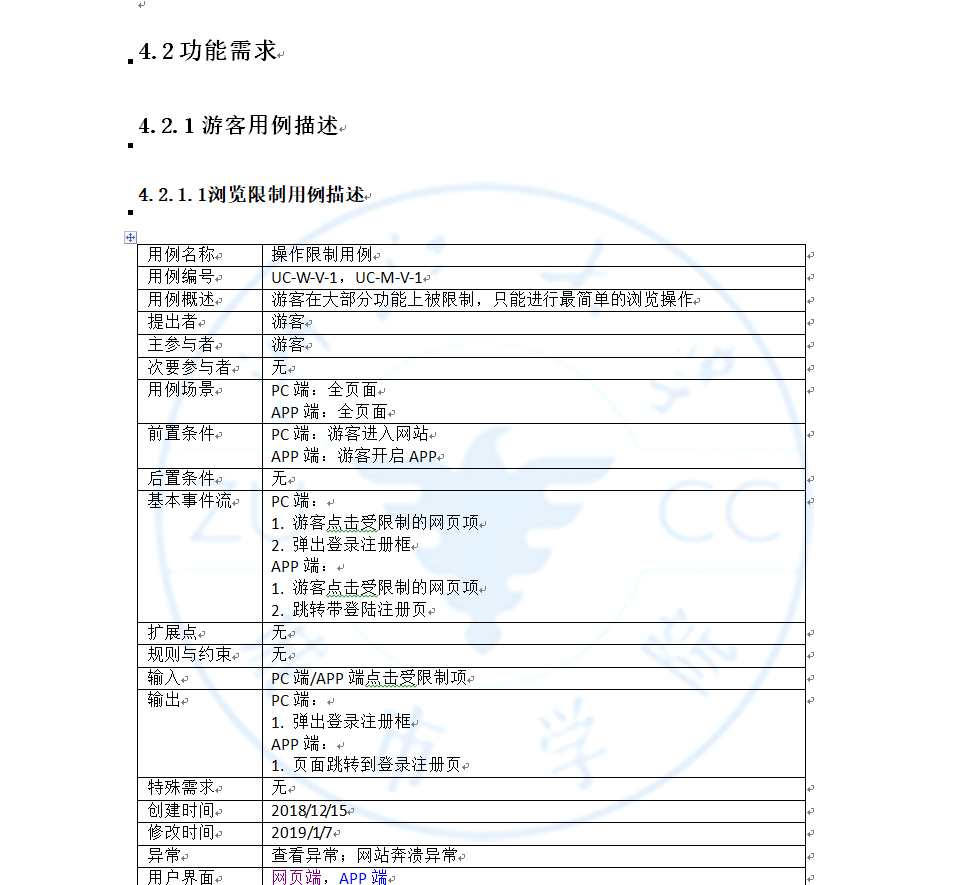 4.2 功能需求
4.2.1 游客用例描述
4.2.1.1浏览限制用例描述
用例名称 操作限制用例
用例编号 UC-W-V-1，UC-M-V-1
用例概述 游客在大部分功能上被限制，只能进行最简单的浏览操作
提出者 游客
主参与者 游客
次要参与者 无
用例场景 PC 端：全页面
APP 端：全页面
前置条件 PC 端：游客进入网站
APP 端：游客开启 APP
后置条件 无
基本事件流 PC 端：
1. 游客点击受限制的网页项
2. 弹出登录注册框
APP 端：
1. 游客点击受限制的网页项
2. 跳转带登陆注册页
扩展点 无
规则与约束 无
输入 PC 端/APP 端点击受限制项
输出 PC 端：
1. 弹出登录注册框
APP 端：
1. 页面跳转到登录注册页
特殊需求 无
创建时间 2018/12/15
修改时间 2019/1/7
异常 查看异常；网站奔溃异常
用户界面 网页端，APP 端
ZU CC